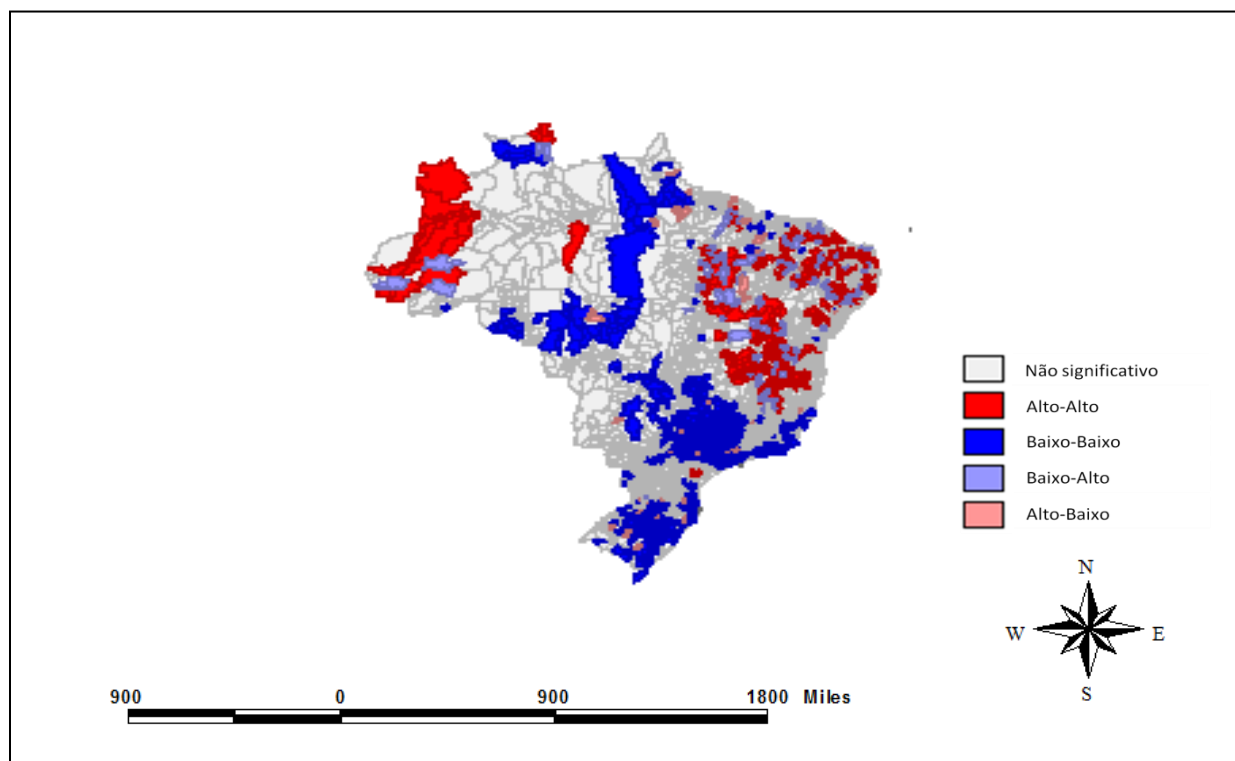 Não significativo
Alto-Alto
Baixo-Baixo
Baixo-Alto
Alto-Baixo
N
W E
S
900 0 900 1800 Miles